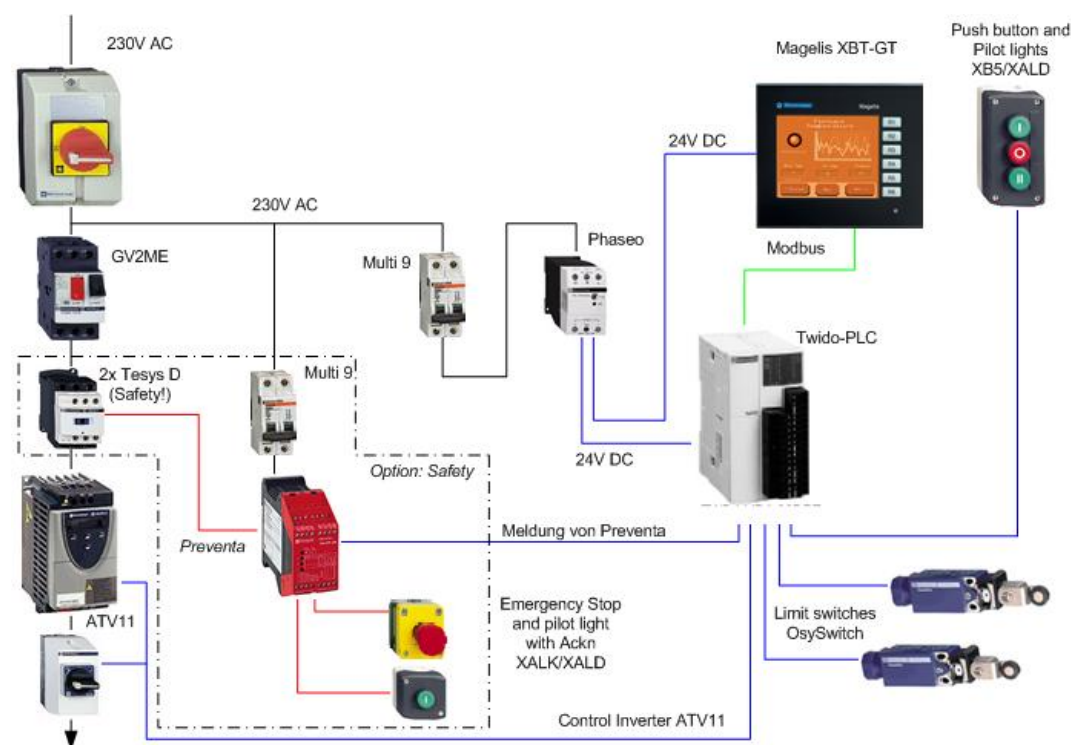 230V AC
Magelis XBT-GT
Push button and
Pilot lights
XB5/XALD
Magelis
24V DC
230V AC
Phaseo
Multi 9
GV2ME
Modbus
Twido-PLC
2x Tesys D
(Safety!)
Multi 9
24V DC
Option: Safety
Preventa
Meldung von Preventa
ATV11
Emergency Stop
and pilot light
with Ackn
XALK/XALD
Limit switches
OsySwitch
Control Inverter ATV11